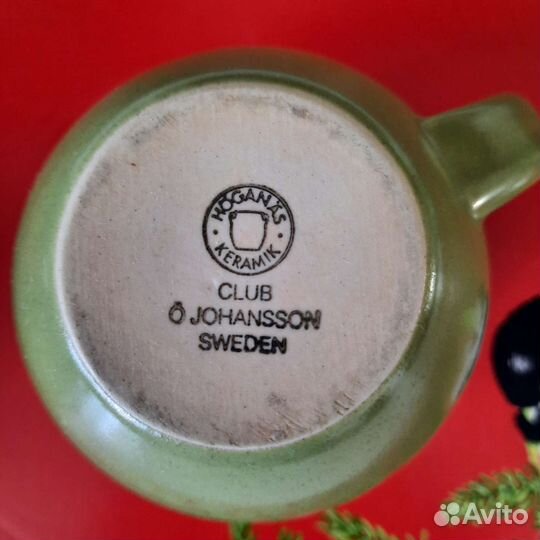 HÖGANÄS
KERAMIK
CLUB
Ö JOHANSSON
SWEDEN
Avito